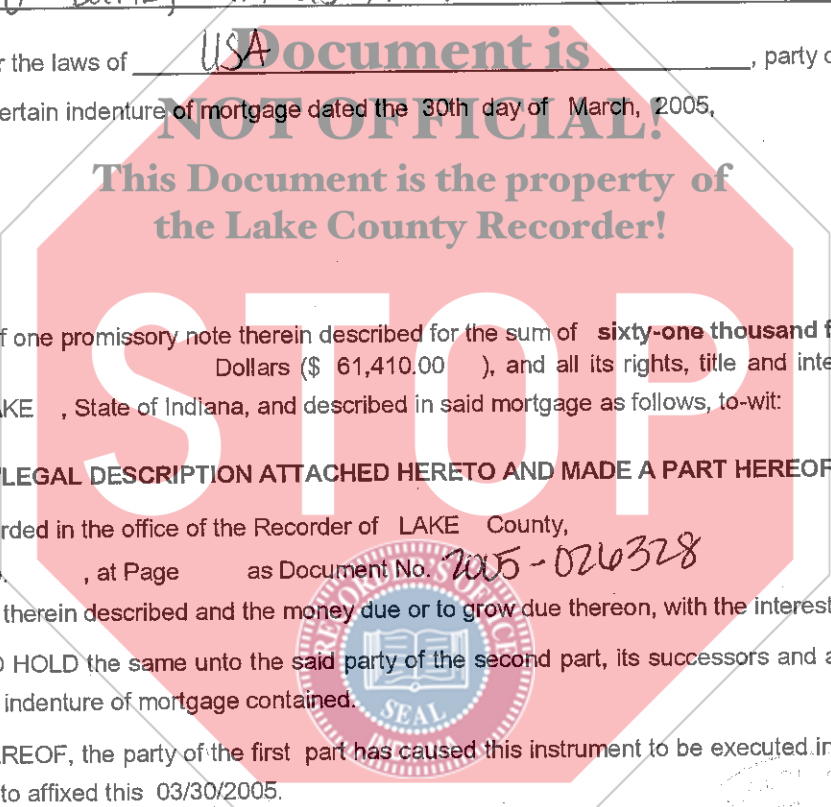 r the laws of USA , party o
ertain indenture of mortgage dated the 30th day of March, 2005,
Document is
NOT OFFICIAL!
This Document is the property of
the Lake County Recorder!
STOP
f one promissory note therein described for the sum of sixty-one thousand f
Dollars ($ 61,410.00 ), and all its rights, title and inte
AKE , State of Indiana, and described in said mortgage as follows, to-wit:
LEGAL DESCRIPTION ATTACHED HERETO AND MADE A PART HEREOF
rded in the office of the Recorder of LAKE County,
, at Page as Document No. 2005-026328
therein described and the money due or to grow due thereon, with the interest
O HOLD the same unto the said party of the second part, its successors and a
indenture of mortgage contained.
SEAL
INDIANA
EREOF, the party of the first part has caused this instrument to be executed in
to affixed this 03/30/2005.